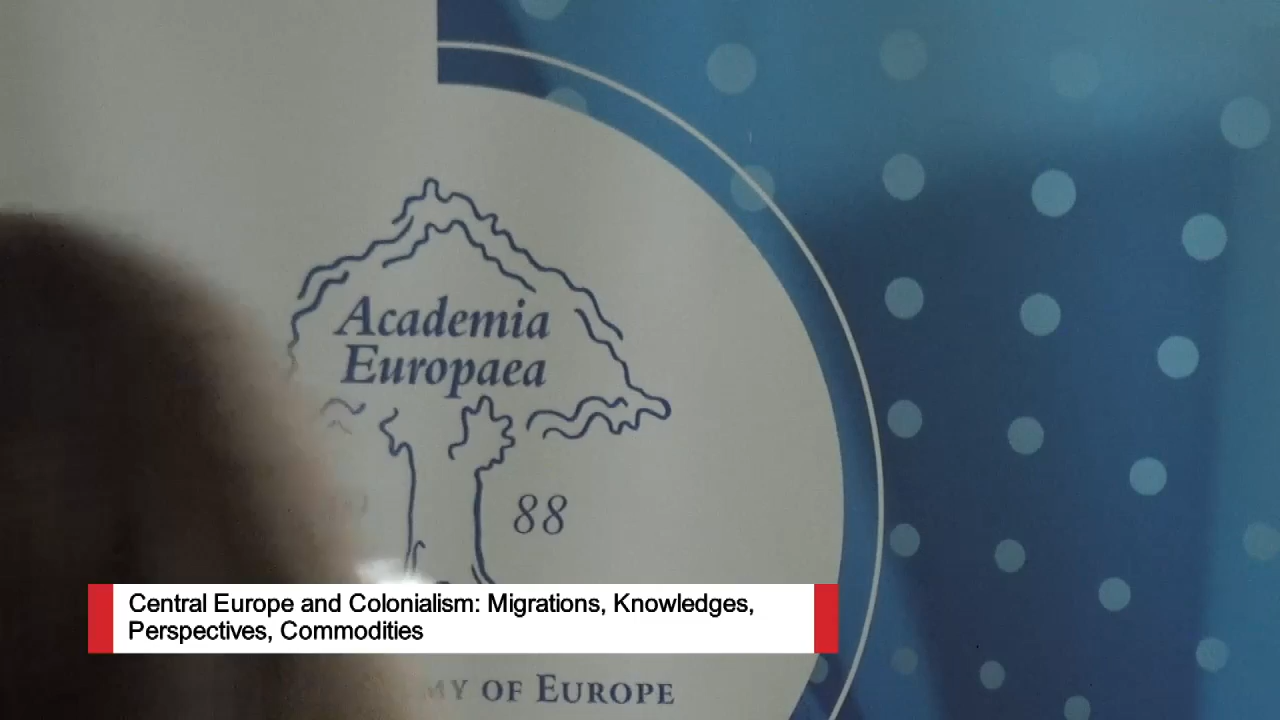 Academia
Europaea
88
Central Europe and Colonialism: Migrations, Knowledges,
Perspectives, Commodities
OF EUROPE